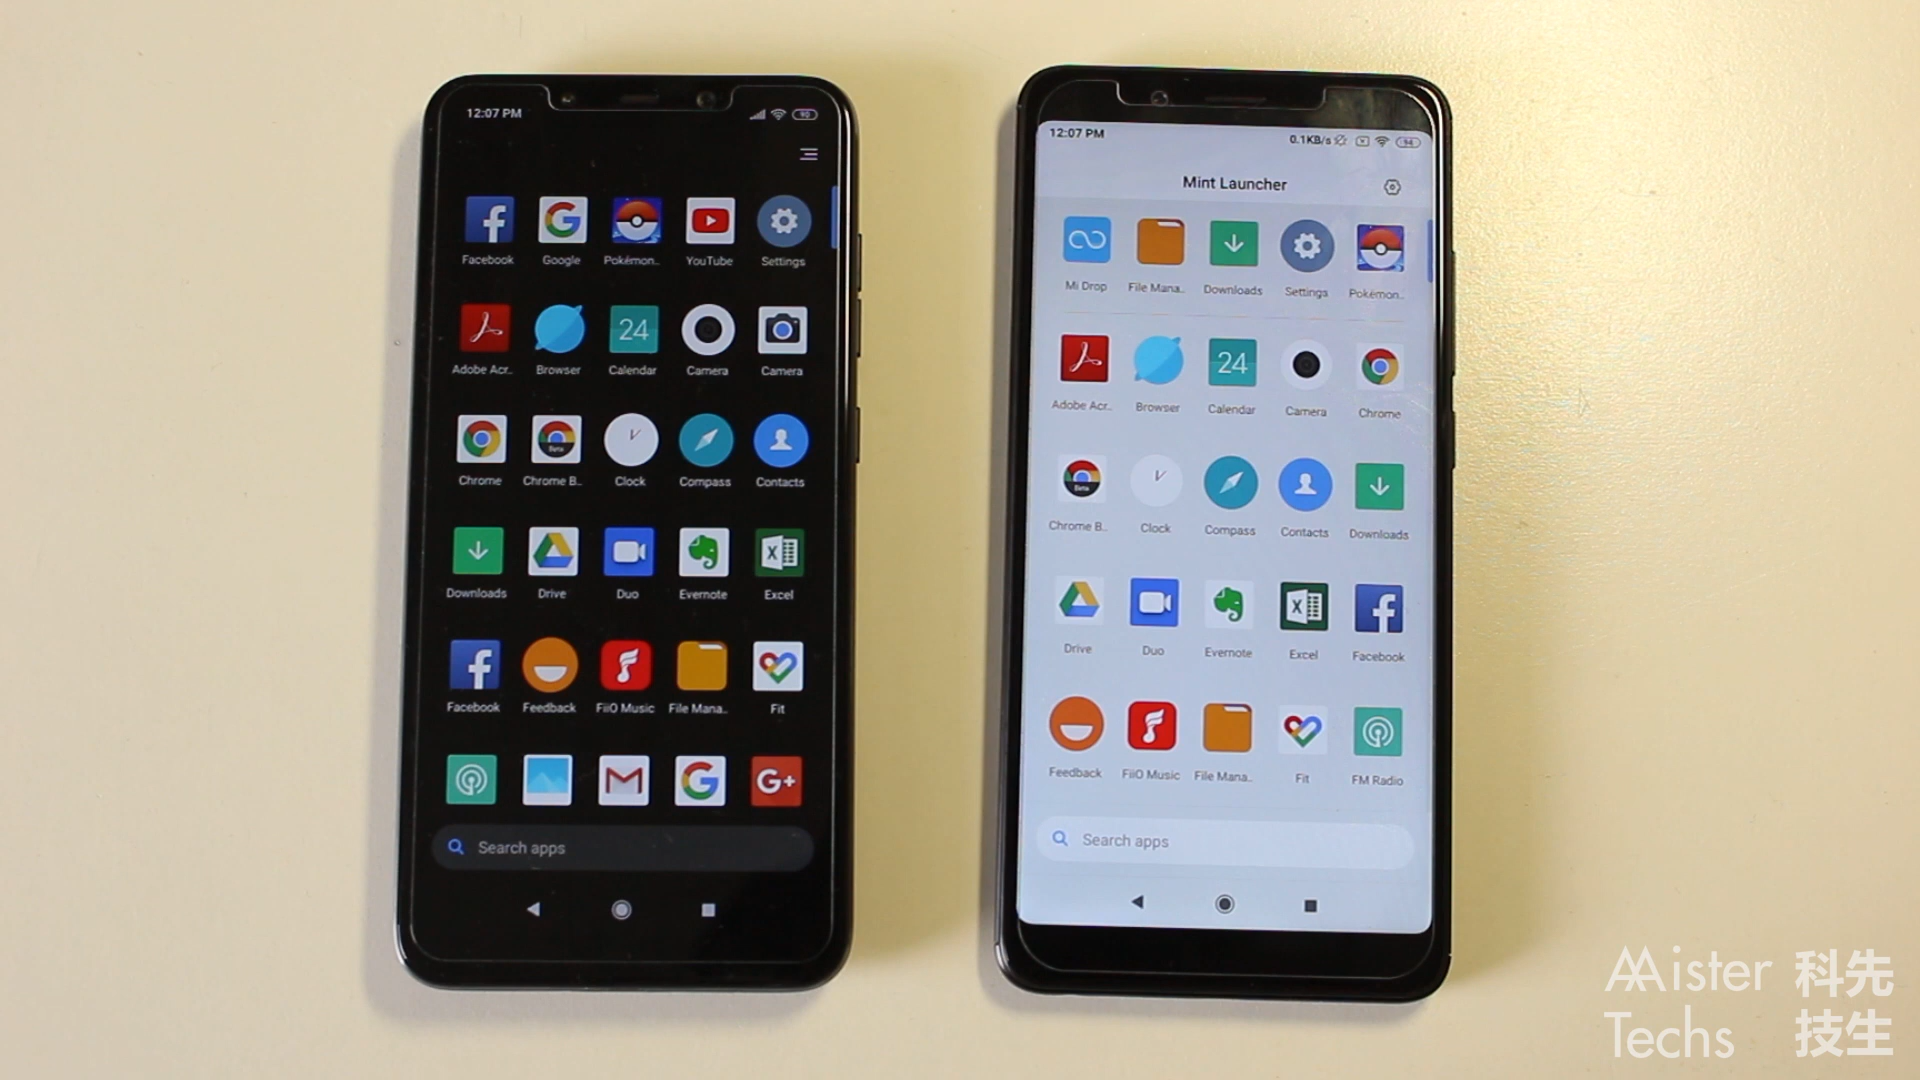 12:07 PM
90
Facebook Google Pokémon.. YouTube Settings
24
Adobe Acr.. Browser Calendar Camera Camera
Beta
Chrome Chrome B.. Clock Compass Contacts
Downloads Drive Duo Evernote Excel
Facebook Feedback FiiO Music File Mana.. Fit
G+
Search apps
12:07 PM 0.1KB/s 94
Mint Launcher
Mi Drop File Mana.. Downloads Settings Pokémon..
24
Adobe Acr.. Browser Calendar Camera Chrome
Beta
Chrome B.. Clock Compass Contacts Downloads
Drive Duo Evernote Excel Facebook
Feedback FiiO Music File Mana.. Fit FM Radio
Search apps
Mister 科先
Techs 技生